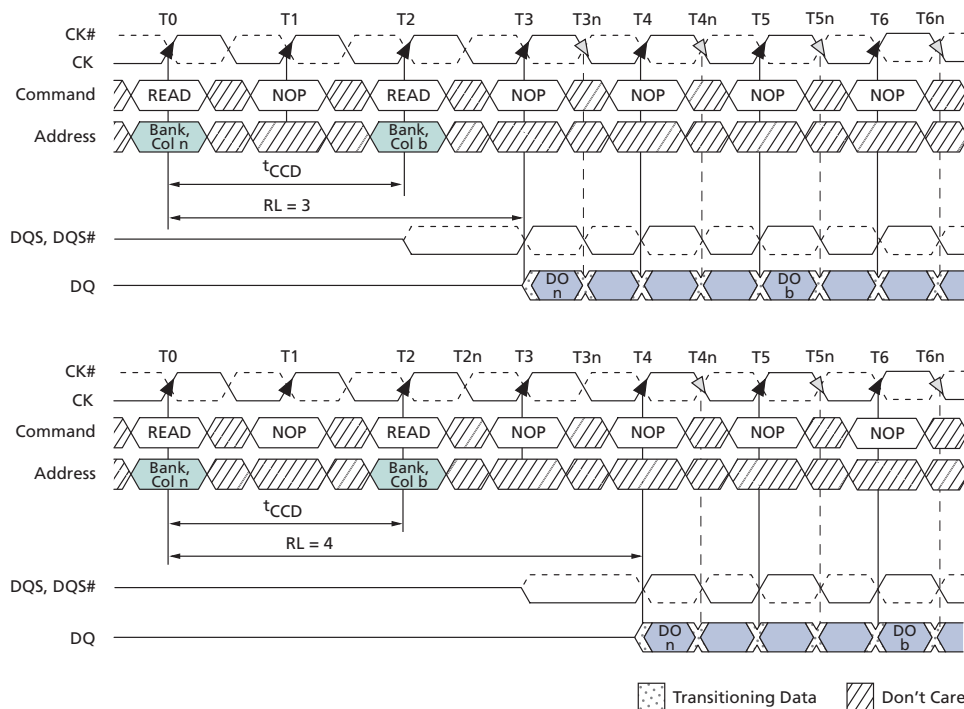 T0 T1 T2 T3 T3n T4 T4n T5 T5n T6 T6n
CK#
CK
Command READ NOP READ NOP NOP NOP NOP
Address Bank, Col n Bank, Col b
tCCD
RL = 3
DQS, DQS#
DQ DO n DO b
T0 T1 T2 T2n T3 T3n T4 T4n T5 T5n T6 T6n
CK#
CK
Command READ NOP READ NOP NOP NOP NOP
Address Bank, Col n Bank, Col b
tCCD
RL = 4
DQS, DQS#
DQ DO n DO b
Transitioning Data Don't Care